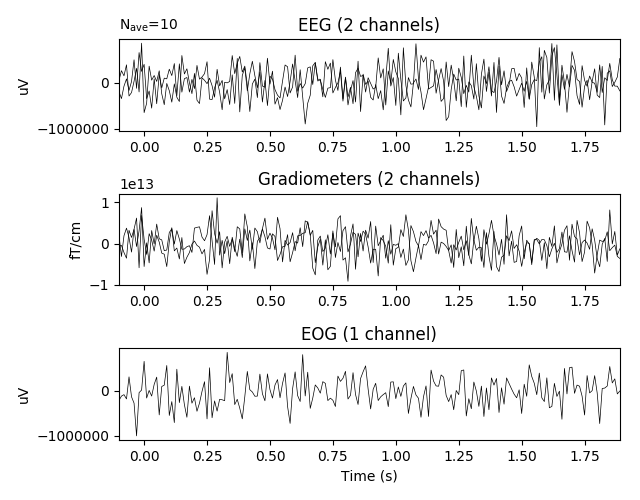 N_ave=10 EEG (2 channels)
uV
0
−1000000
0.00 0.25 0.50 0.75 1.00 1.25 1.50 1.75
1e13 Gradiometers (2 channels)
fT/cm
1
0
−1
0.00 0.25 0.50 0.75 1.00 1.25 1.50 1.75
EOG (1 channel)
uV
0
−1000000
0.00 0.25 0.50 0.75 1.00 1.25 1.50 1.75
Time (s)